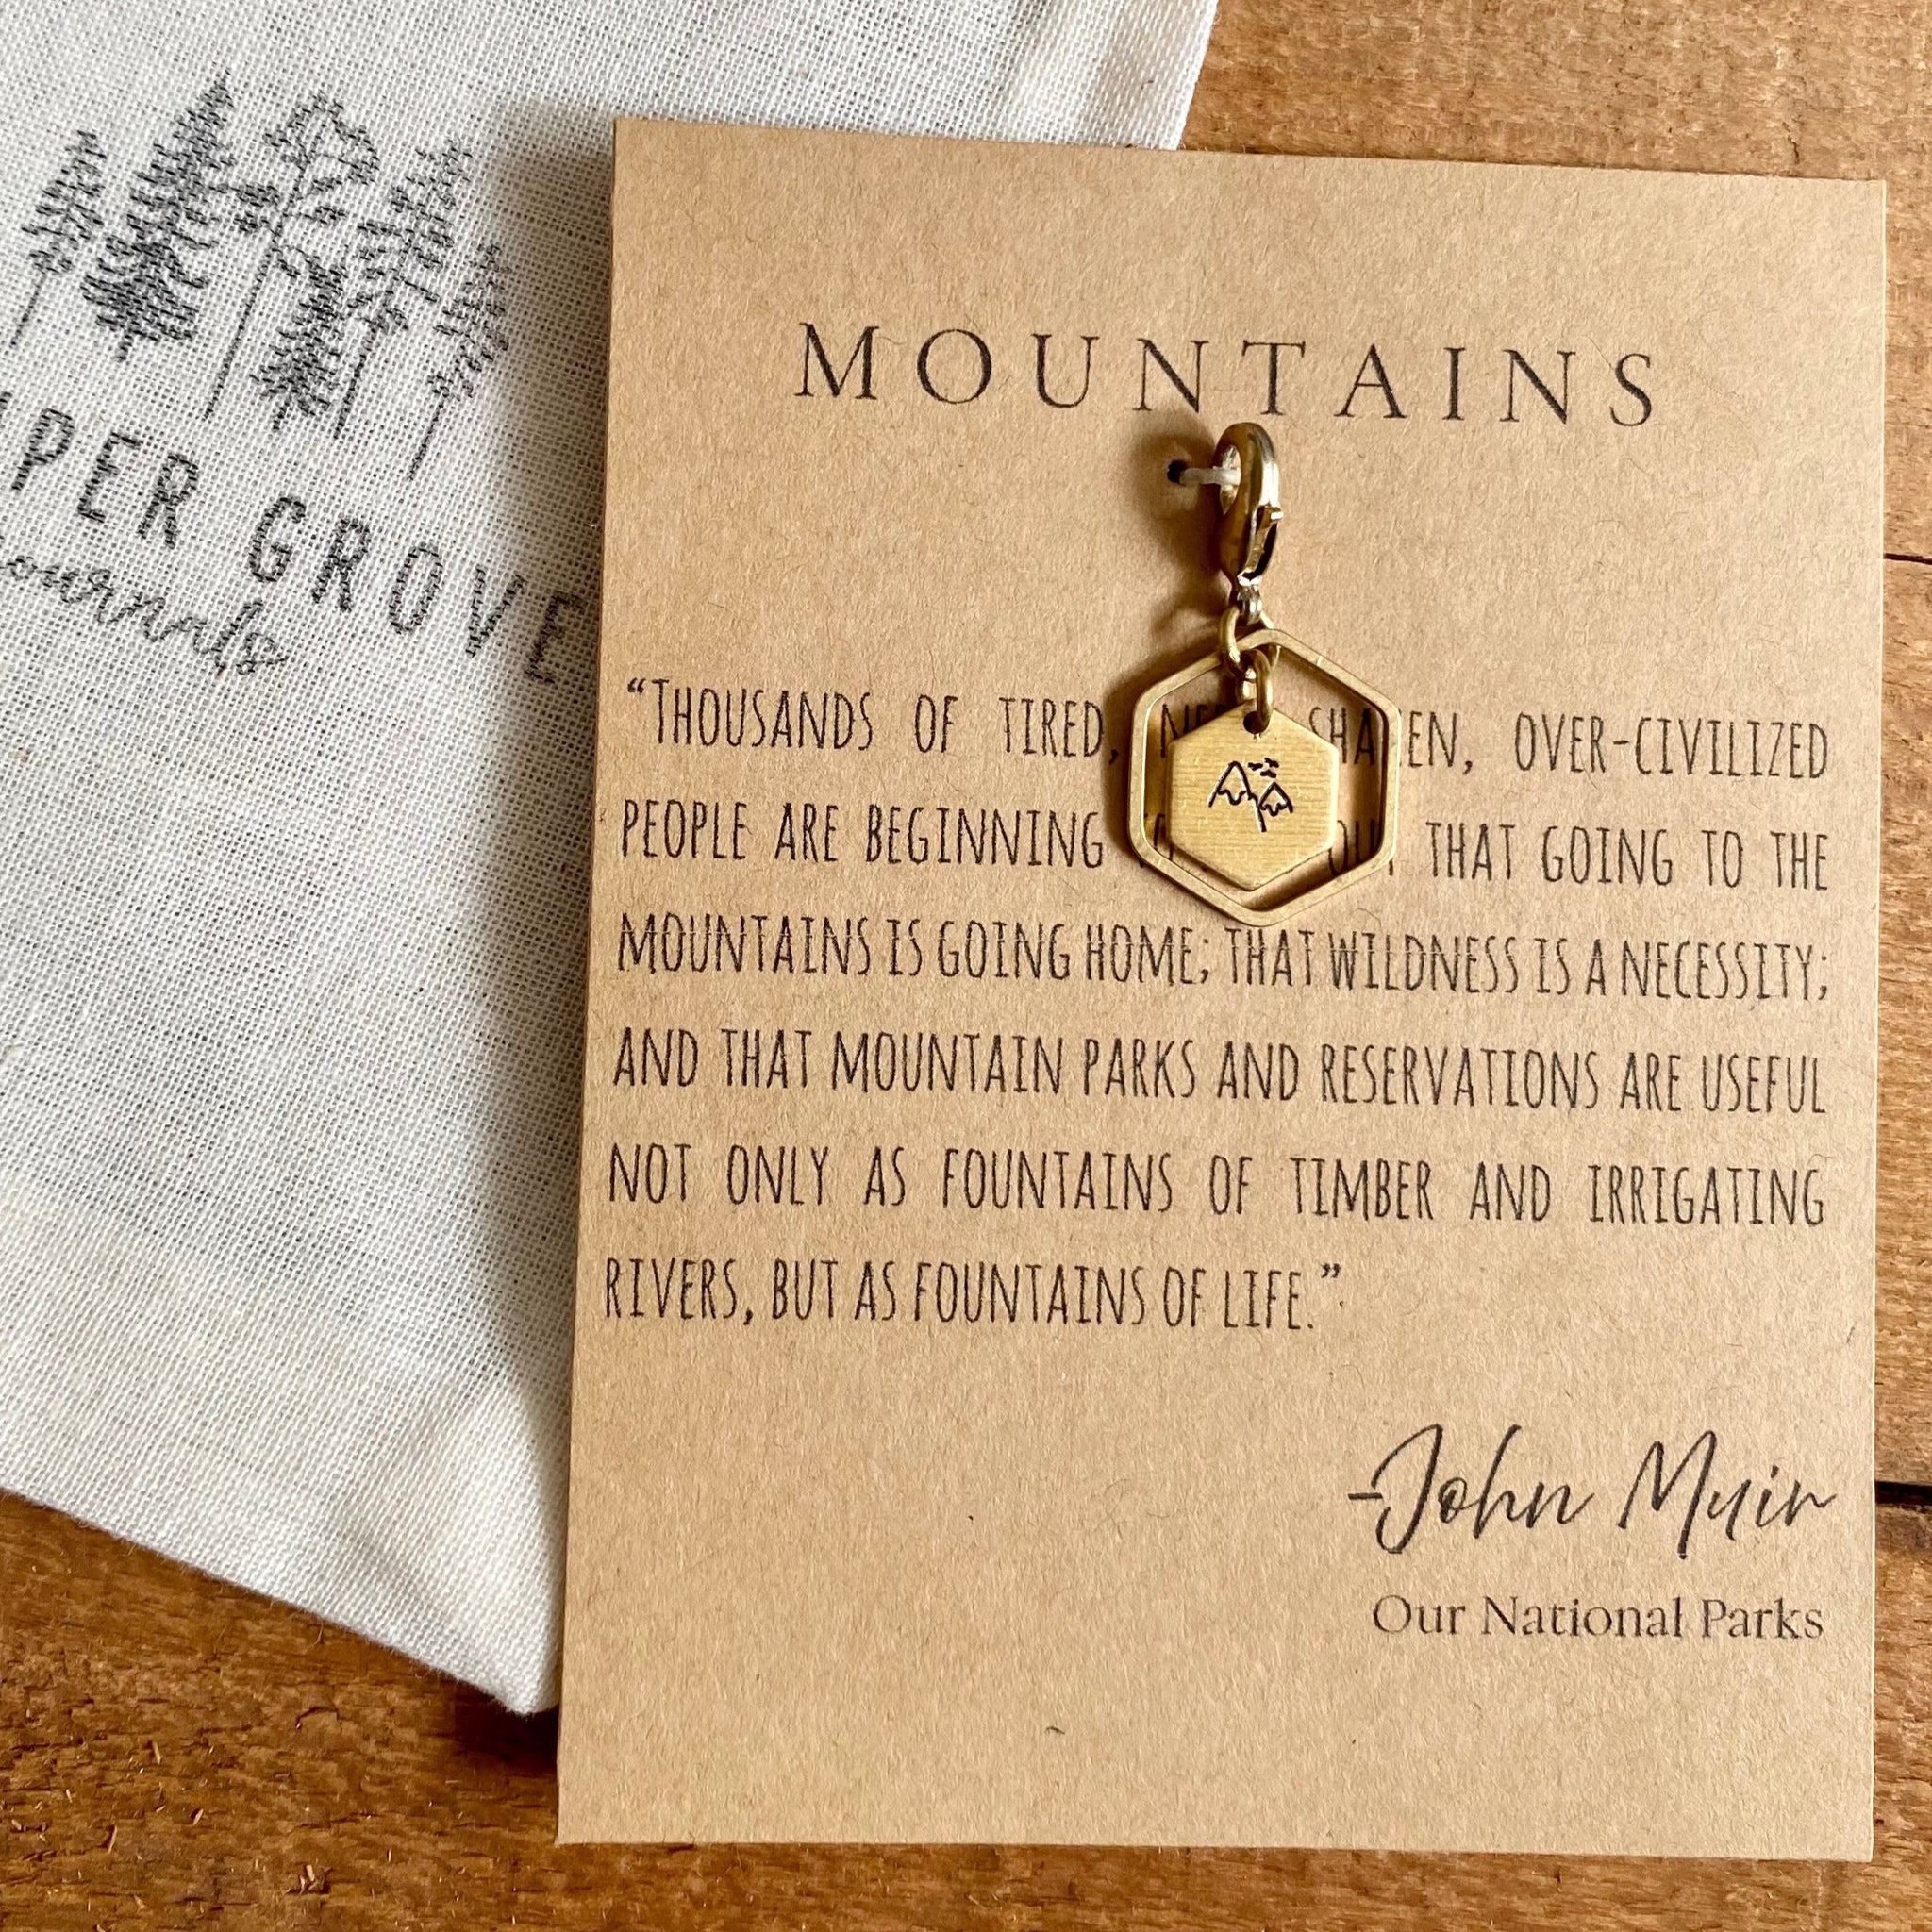 PER GROVE
ournals
MOUNTAINS
“THOUSANDS OF TIRED, OVER-CIVILIZED
PEOPLE ARE BEGINNING THAT GOING TO THE
MOUNTAINS IS GOING HOME; THAT WILDNESS IS A NECESSITY;
AND THAT MOUNTAIN PARKS AND RESERVATIONS ARE USEFUL
NOT ONLY AS FOUNTAINS OF TIMBER AND IRRIGATING
RIVERS, BUT AS FOUNTAINS OF LIFE.”
-John Muir
Our National Parks